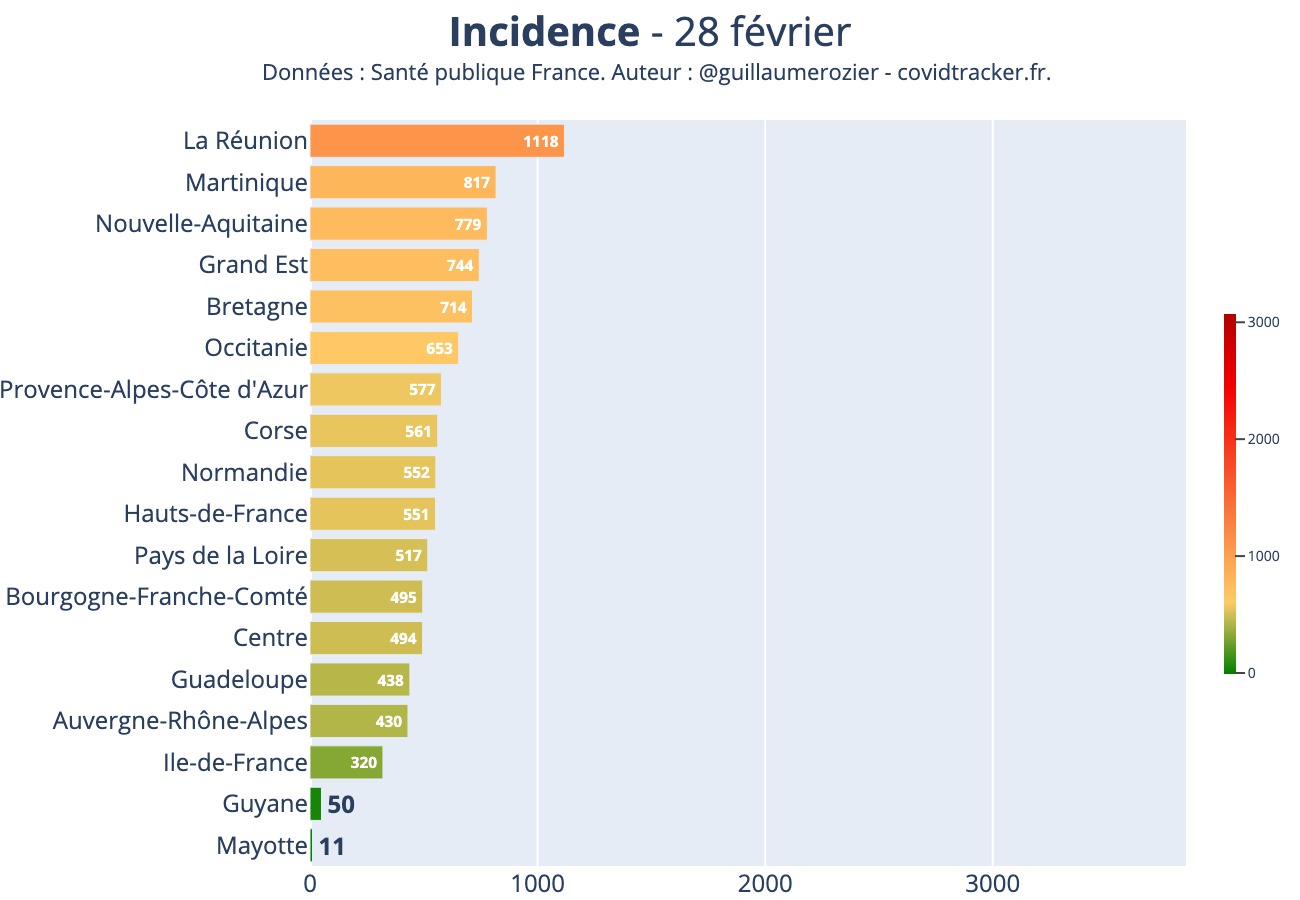 Incidence - 28 février
Données : Santé publique France. Auteur : @guillaumerozier - covidtracker.fr.
La Réunion 1118
Martinique 817
Nouvelle-Aquitaine 779
Grand Est 744
Bretagne 714
Occitanie 653
Provence-Alpes-Côte d'Azur 577
Corse 561
Normandie 552
Hauts-de-France 551
Pays de la Loire 517
Bourgogne-Franche-Comté 495
Centre 494
Guadeloupe 438
Auvergne-Rhône-Alpes 430
Ile-de-France 320
Guyane 50
Mayotte 11
0 1000 2000 3000
3000
2000
1000
0